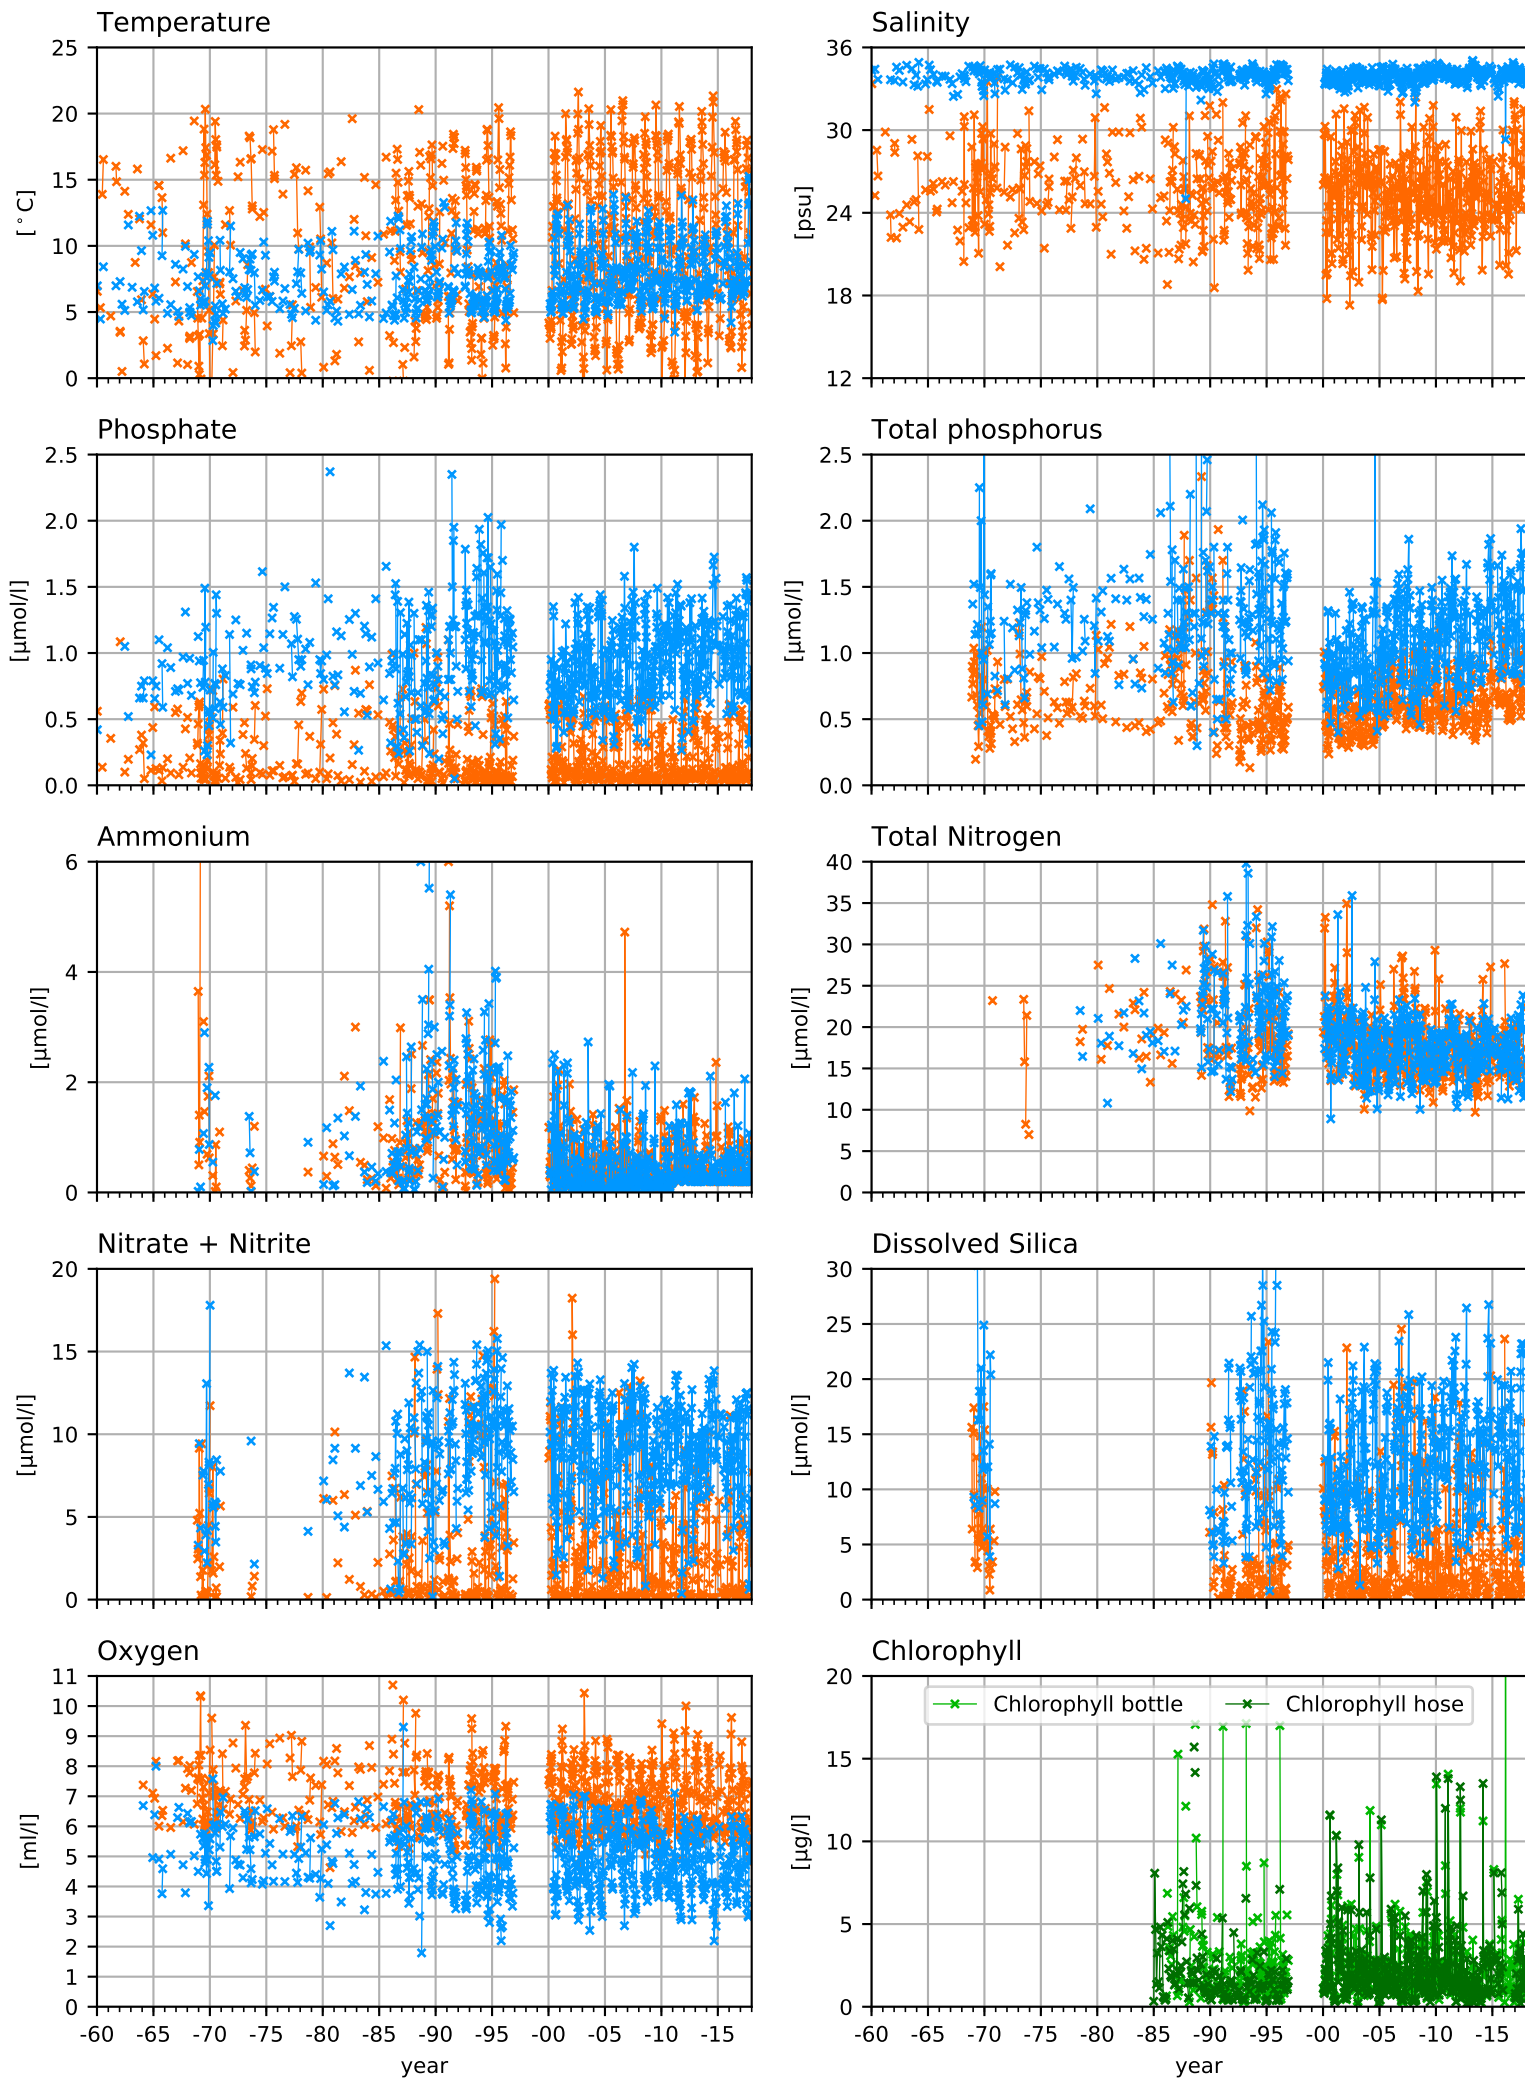 Temperature
Salinity
25
20
15
10
5
0
[°C]
36
30
24
18
12
[psu]
Phosphate
Total phosphorus
2.5
2.0
1.5
1.0
0.5
0.0
[µmol/l]
2.5
2.0
1.5
1.0
0.5
0.0
[µmol/l]
Ammonium
Total Nitrogen
6
4
2
0
[µmol/l]
40
35
30
25
20
15
10
5
0
[µmol/l]
Nitrate + Nitrite
Dissolved Silica
20
15
10
5
0
[µmol/l]
30
25
20
15
10
5
0
[µmol/l]
Oxygen
Chlorophyll
11
10
9
8
7
6
5
4
3
2
1
0
[ml/l]
20
15
10
5
0
[µg/l]
Chlorophyll bottle Chlorophyll hose
-60 -65 -70 -75 -80 -85 -90 -95 -00 -05 -10 -15
-60 -65 -70 -75 -80 -85 -90 -95 -00 -05 -10 -15
year
year